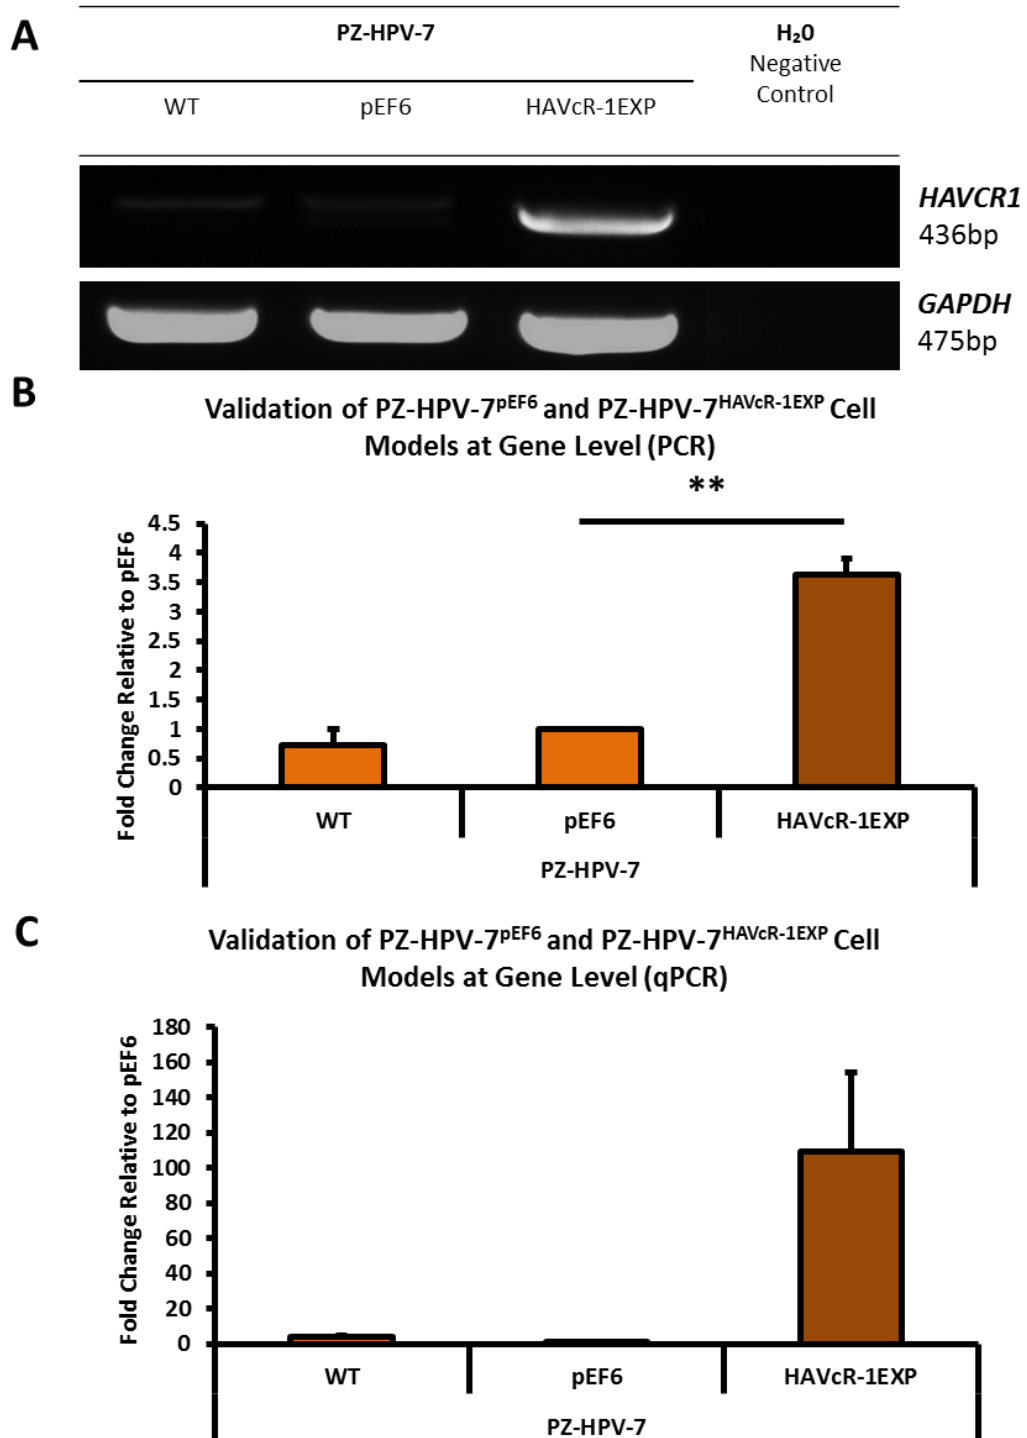 A
PZ-HPV-7
H₂0
Negative
Control
WT
pEF6
HAVcR-1EXP
HAVCR1
436bp
GAPDH
475bp
B
Validation of PZ-HPV-7pEF6 and PZ-HPV-7HAVcR-1EXP Cell
Models at Gene Level (PCR)
**
Fold Change Relative to pEF6
4.5
4
3.5
3
2.5
2
1.5
1
0.5
0
WT
pEF6
HAVcR-1EXP
PZ-HPV-7
C
Validation of PZ-HPV-7pEF6 and PZ-HPV-7HAVcR-1EXP Cell
Models at Gene Level (qPCR)
Fold Change Relative to pEF6
180
160
140
120
100
80
60
40
20
0
WT
pEF6
HAVcR-1EXP
PZ-HPV-7